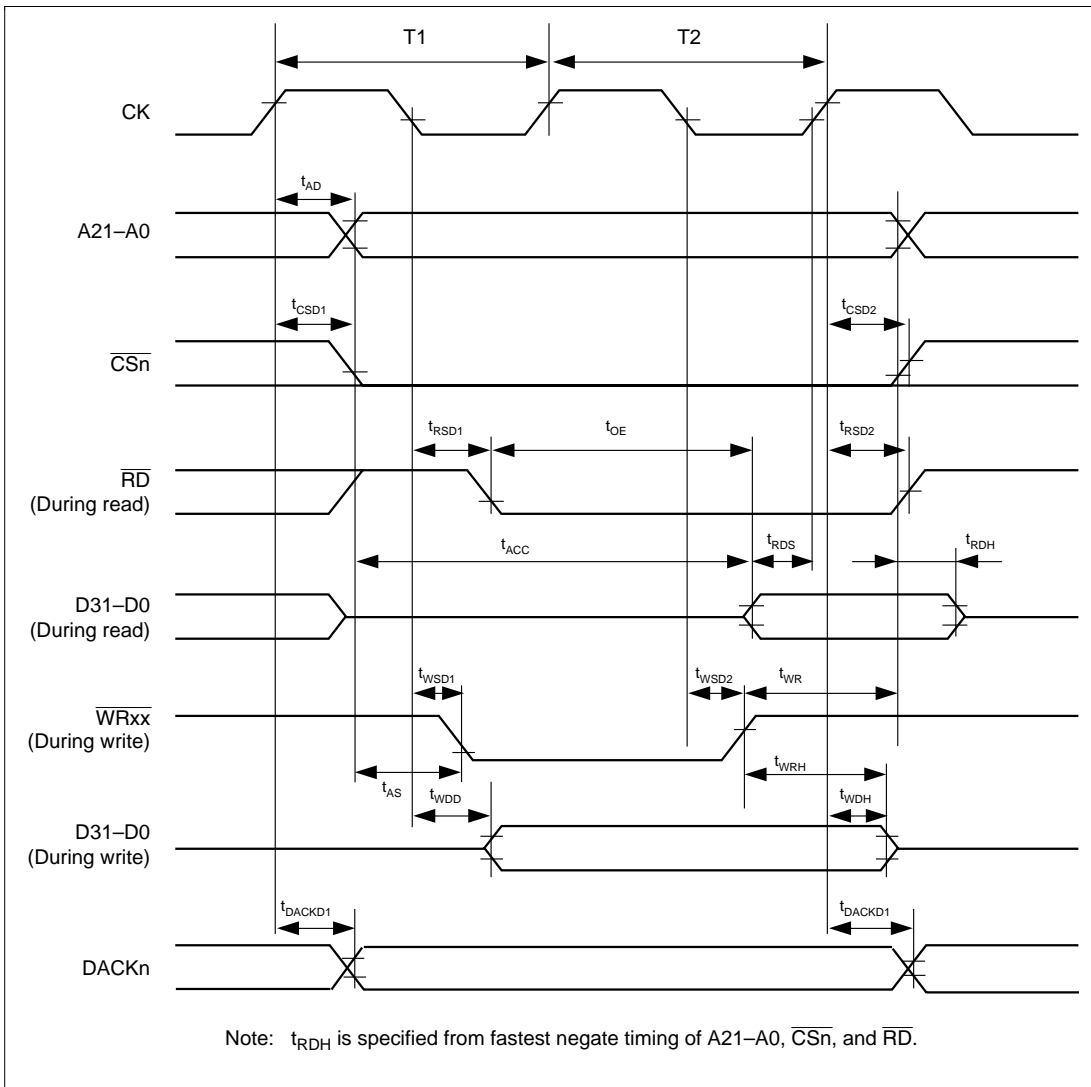 T1 T2
CK
tAD
A21–A0
tCSD1 tCSD2
CSn
tRSD1 tOE tRSD2
RD
(During read)
tACC tRDS tRDH
D31–D0
(During read)
tWSD1 tWSD2 tWR
WRxx
(During write)
tWRH
tAS tWDD tWDH
D31–D0
(During write)
tDACKD1 tDACKD1
DACKn
Note: tRDH is specified from fastest negate timing of A21–A0, CSn, and RD.